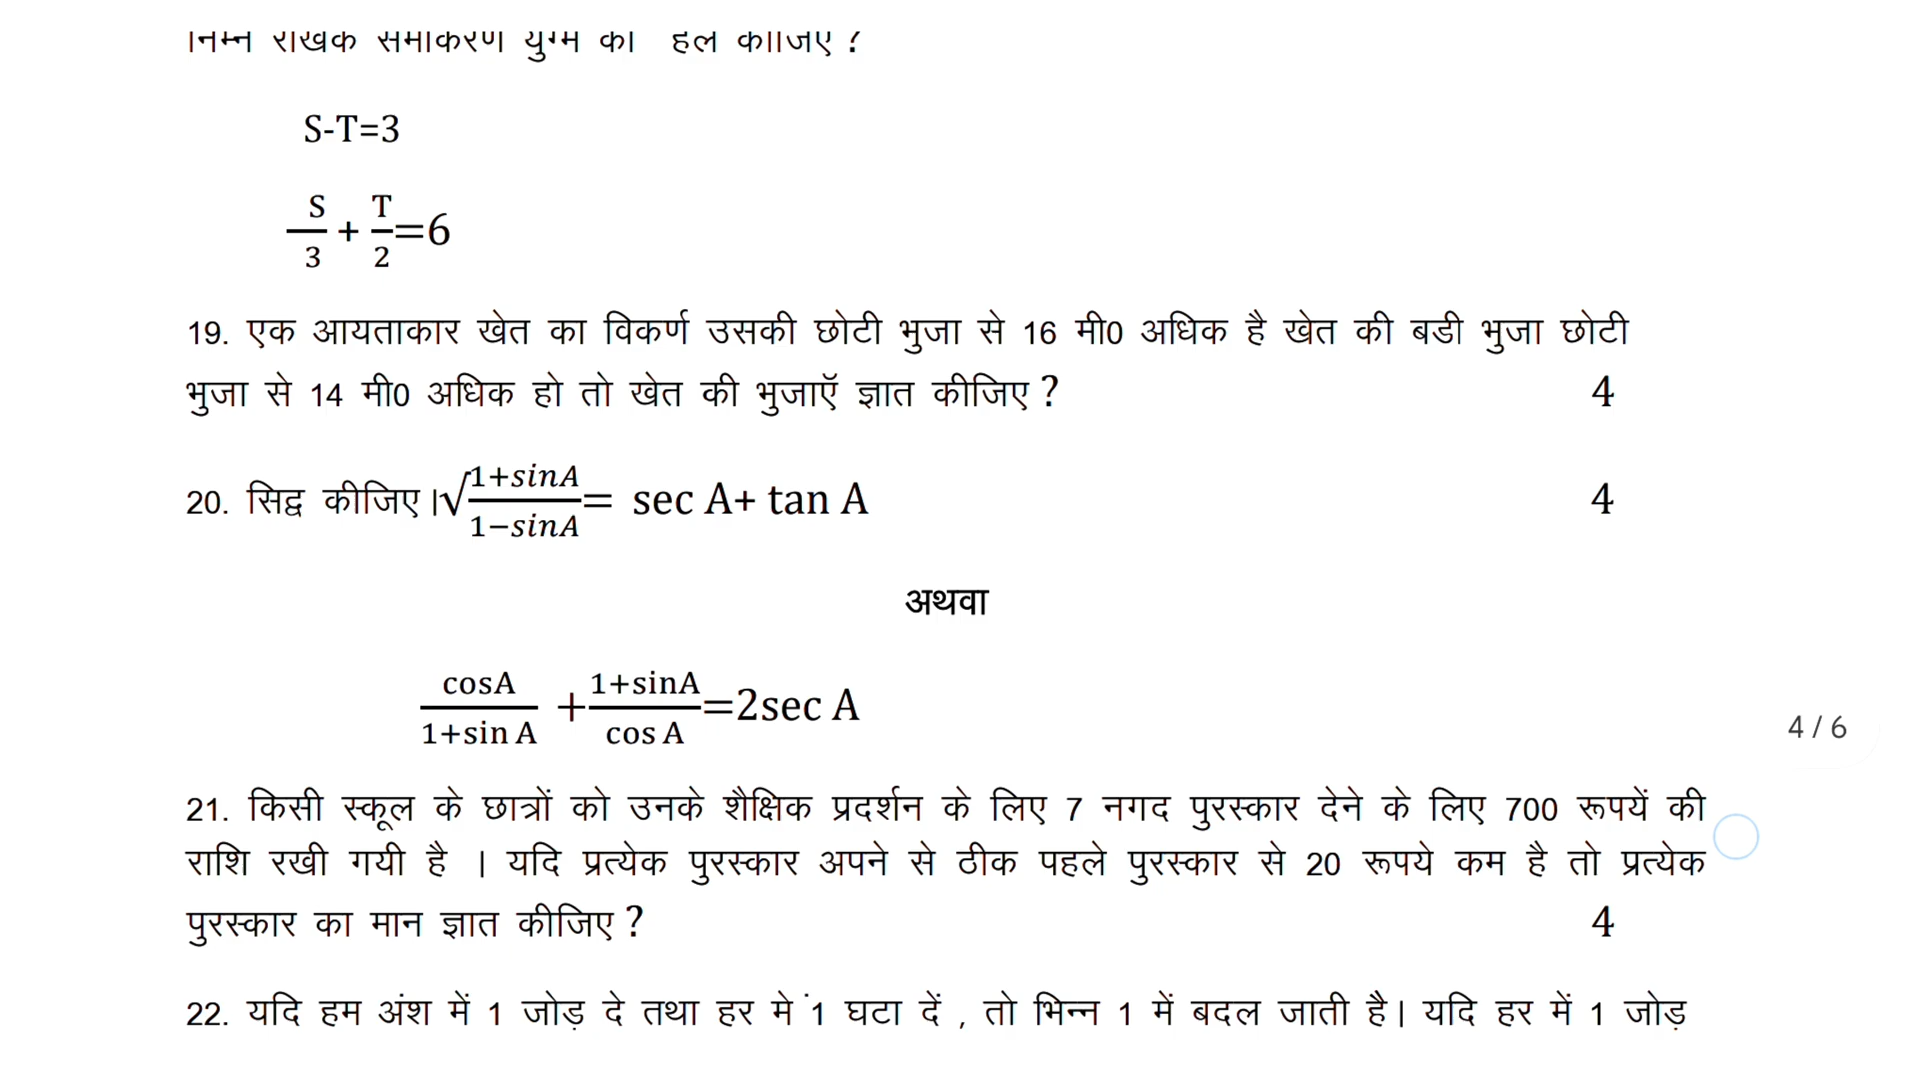 निम्न रैखिक समीकरण युग्म को हल कीजिए ?
S-T=3
S/3 + T/2=6
19. एक आयताकार खेत का विकर्ण उसकी छोटी भुजा से 16 मी0 अधिक है खेत की बडी भुजा छोटी
भुजा से 14 मी0 अधिक हो तो खेत की भुजाऍ ज्ञात कीजिए ? 4
20. सिद्व कीजिए।√1+sinA/1−sinA= sec A+ tan A 4
अथवा
cosA/1+sin A +1+sinA/cos A=2sec A
4 / 6
21. किसी स्कूल के छात्रों को उनके शैक्षिक प्रदर्शन के लिए 7 नगद पुरस्कार देने के लिए 700 रूपयें की
राशि रखी गयी है । यदि प्रत्येक पुरस्कार अपने से ठीक पहले पुरस्कार से 20 रूपये कम है तो प्रत्येक
पुरस्कार का मान ज्ञात कीजिए ? 4
22. यदि हम अंश में 1 जोड़ दे तथा हर में 1 घटा दें , तो भिन्न 1 में बदल जाती है। यदि हर में 1 जोड़